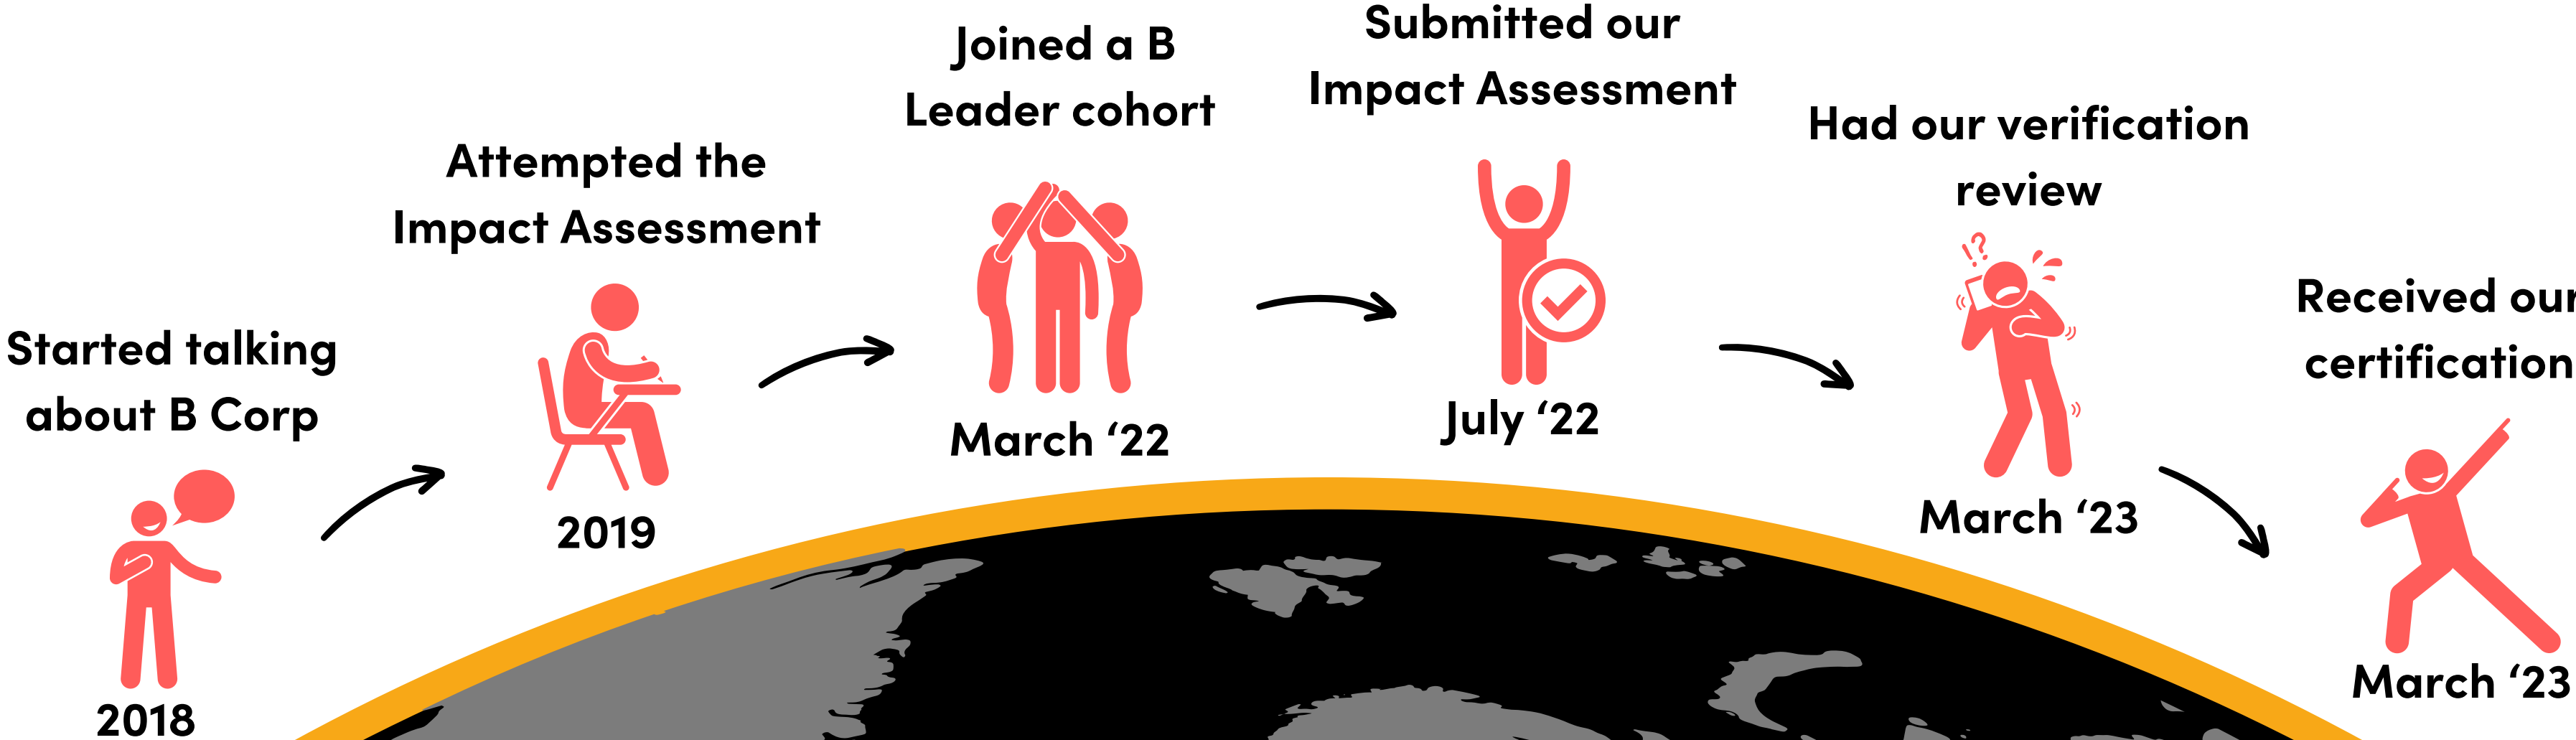 Started talking
about B Corp
2018
Attempted the
Impact Assessment
2019
Joined a B
Leader cohort
March ‘22
Submitted our
Impact Assessment
July ‘22
Had our verification
review
!?
March ‘23
Received our
certification
March ‘23